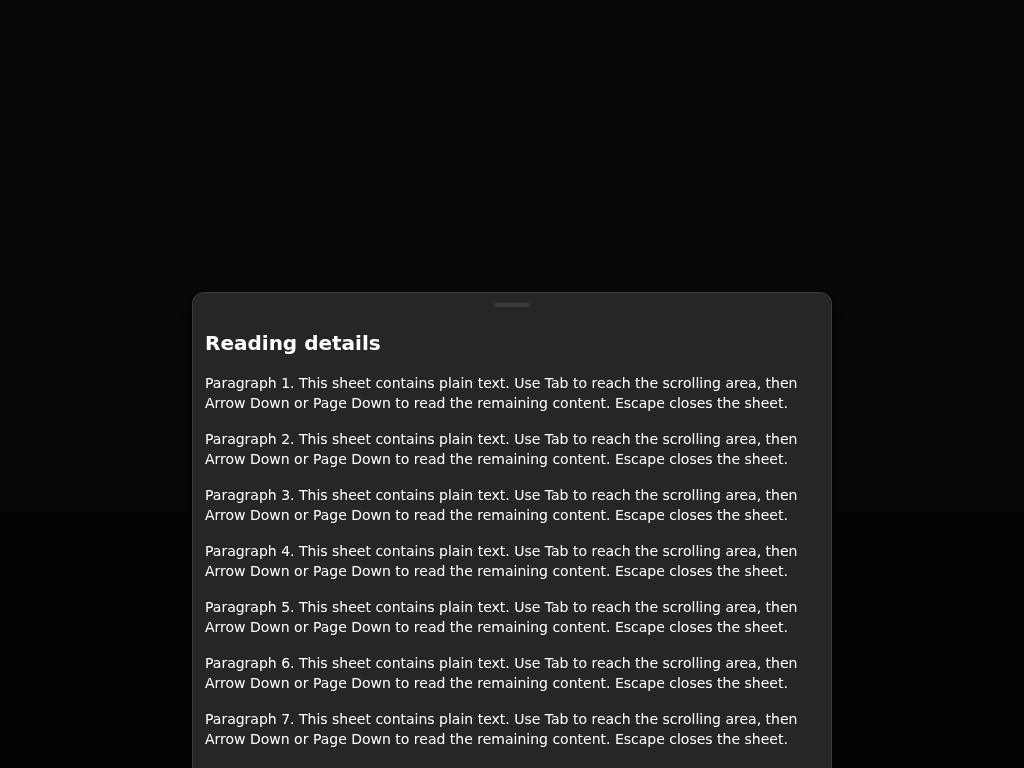 Reading details
Paragraph 1. This sheet contains plain text. Use Tab to reach the scrolling area, then
Arrow Down or Page Down to read the remaining content. Escape closes the sheet.
Paragraph 2. This sheet contains plain text. Use Tab to reach the scrolling area, then
Arrow Down or Page Down to read the remaining content. Escape closes the sheet.
Paragraph 3. This sheet contains plain text. Use Tab to reach the scrolling area, then
Arrow Down or Page Down to read the remaining content. Escape closes the sheet.
Paragraph 4. This sheet contains plain text. Use Tab to reach the scrolling area, then
Arrow Down or Page Down to read the remaining content. Escape closes the sheet.
Paragraph 5. This sheet contains plain text. Use Tab to reach the scrolling area, then
Arrow Down or Page Down to read the remaining content. Escape closes the sheet.
Paragraph 6. This sheet contains plain text. Use Tab to reach the scrolling area, then
Arrow Down or Page Down to read the remaining content. Escape closes the sheet.
Paragraph 7. This sheet contains plain text. Use Tab to reach the scrolling area, then
Arrow Down or Page Down to read the remaining content. Escape closes the sheet.